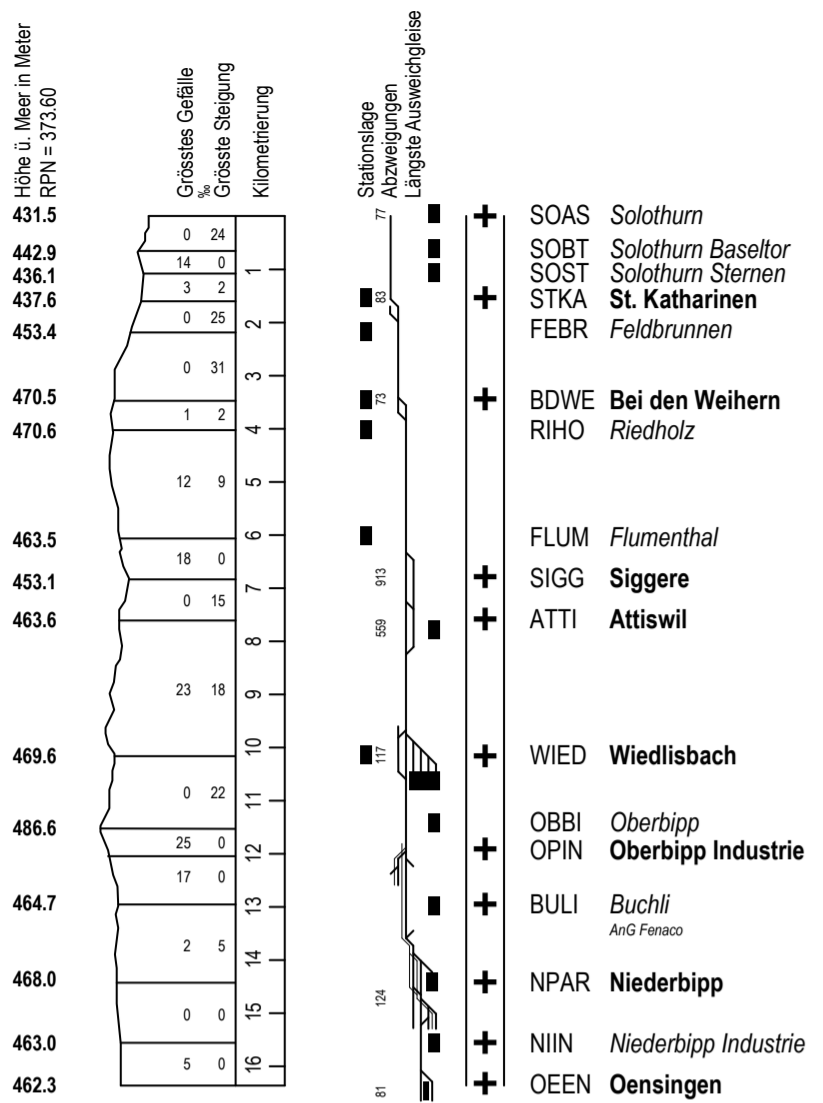 Höhe ü. Meer in Meter
RPN = 373.60
Grösstes Gefälle
‰
Grösste Steigung
Kilometrierung
Stationslage
Abzweigungen
Längste Ausweichgleise
431.5
442.9
436.1
437.6
453.4
470.5
470.6
463.5
453.1
463.6
469.6
486.6
464.7
468.0
463.0
462.3
0 24
14 0
3 2
0 25
0 31
1 2
12 9
18 0
0 15
23 18
0 22
25 0
17 0
2 5
0 0
5 0
1
2
3
4
5
6
7
8
9
10
11
12
13
14
15
16
77
83
73
913
559
117
124
81
SOAS Solothurn
SOBT Solothurn Baseltor
SOST Solothurn Sternen
STKA St. Katharinen
FEBR Feldbrunnen
BDWE Bei den Weihern
RIHO Riedholz
FLUM Flumenthal
SIGG Siggere
ATTI Attiswil
WIED Wiedlisbach
OBBI Oberbipp
OPIN Oberbipp Industrie
BULI Buchli
AnG Fenaco
NPAR Niederbipp
NIIN Niederbipp Industrie
OEEN Oensingen